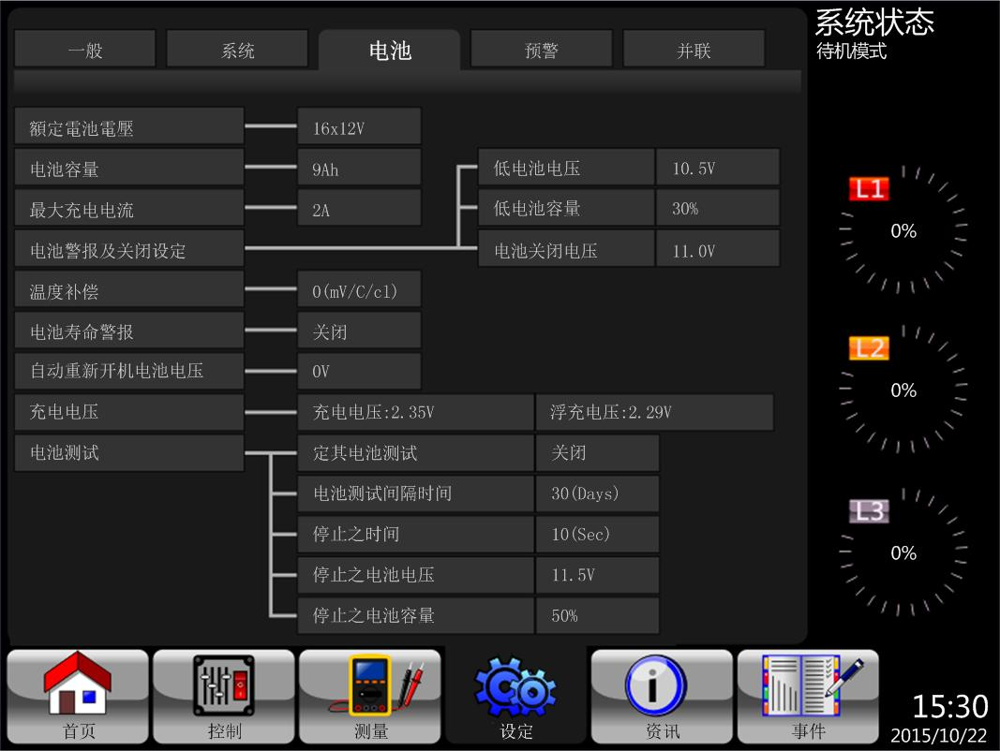 系统状态
待机模式
一般
系统
电池
预警
并联
額定電池電壓
16x12V
电池容量
9Ah
低电池电压
10.5V
最大充电电流
2A
低电池容量
30%
电池警报及关闭设定
电池关闭电压
11.0V
温度补偿
0(mV/C/cl)
电池寿命警报
关闭
自动重新开机电池电压
0V
充电电压
充电电压:2.35V
浮充电压:2.29V
电池测试
定其电池测试
关闭
电池测试间隔时间
30(Days)
停止之时间
10(Sec)
停止之电池电压
11.5V
停止之电池容量
50%
L1
0%
L2
0%
L3
0%
首页
控制
测量
设定
资讯
事件
15:30
2015/10/22